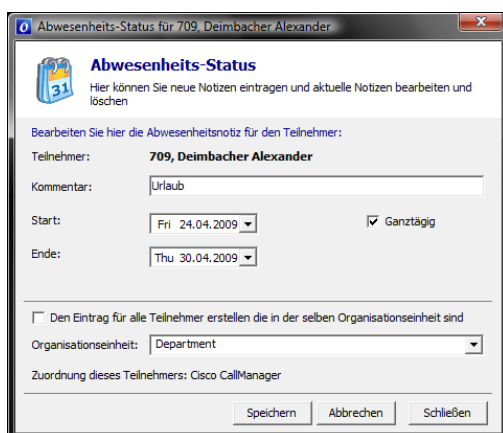 Abwesenheits-Status für 709, Deimbacher Alexander
31
Abwesenheits-Status
Hier können Sie neue Notizen eintragen und aktuelle Notizen bearbeiten und
löschen
Bearbeiten Sie hier die Abwesenheitsnotiz für den Teilnehmer:
Teilnehmer: 709, Deimbacher Alexander
Kommentar: Urlaub
Start: Fri 24.04.2009 Ganztägig
Ende: Thu 30.04.2009
Den Eintrag für alle Teilnehmer erstellen die in der selben Organisationseinheit sind
Organisationseinheit: Department
Zuordnung dieses Teilnehmers: Cisco CallManager
Speichern Abbrechen Schließen